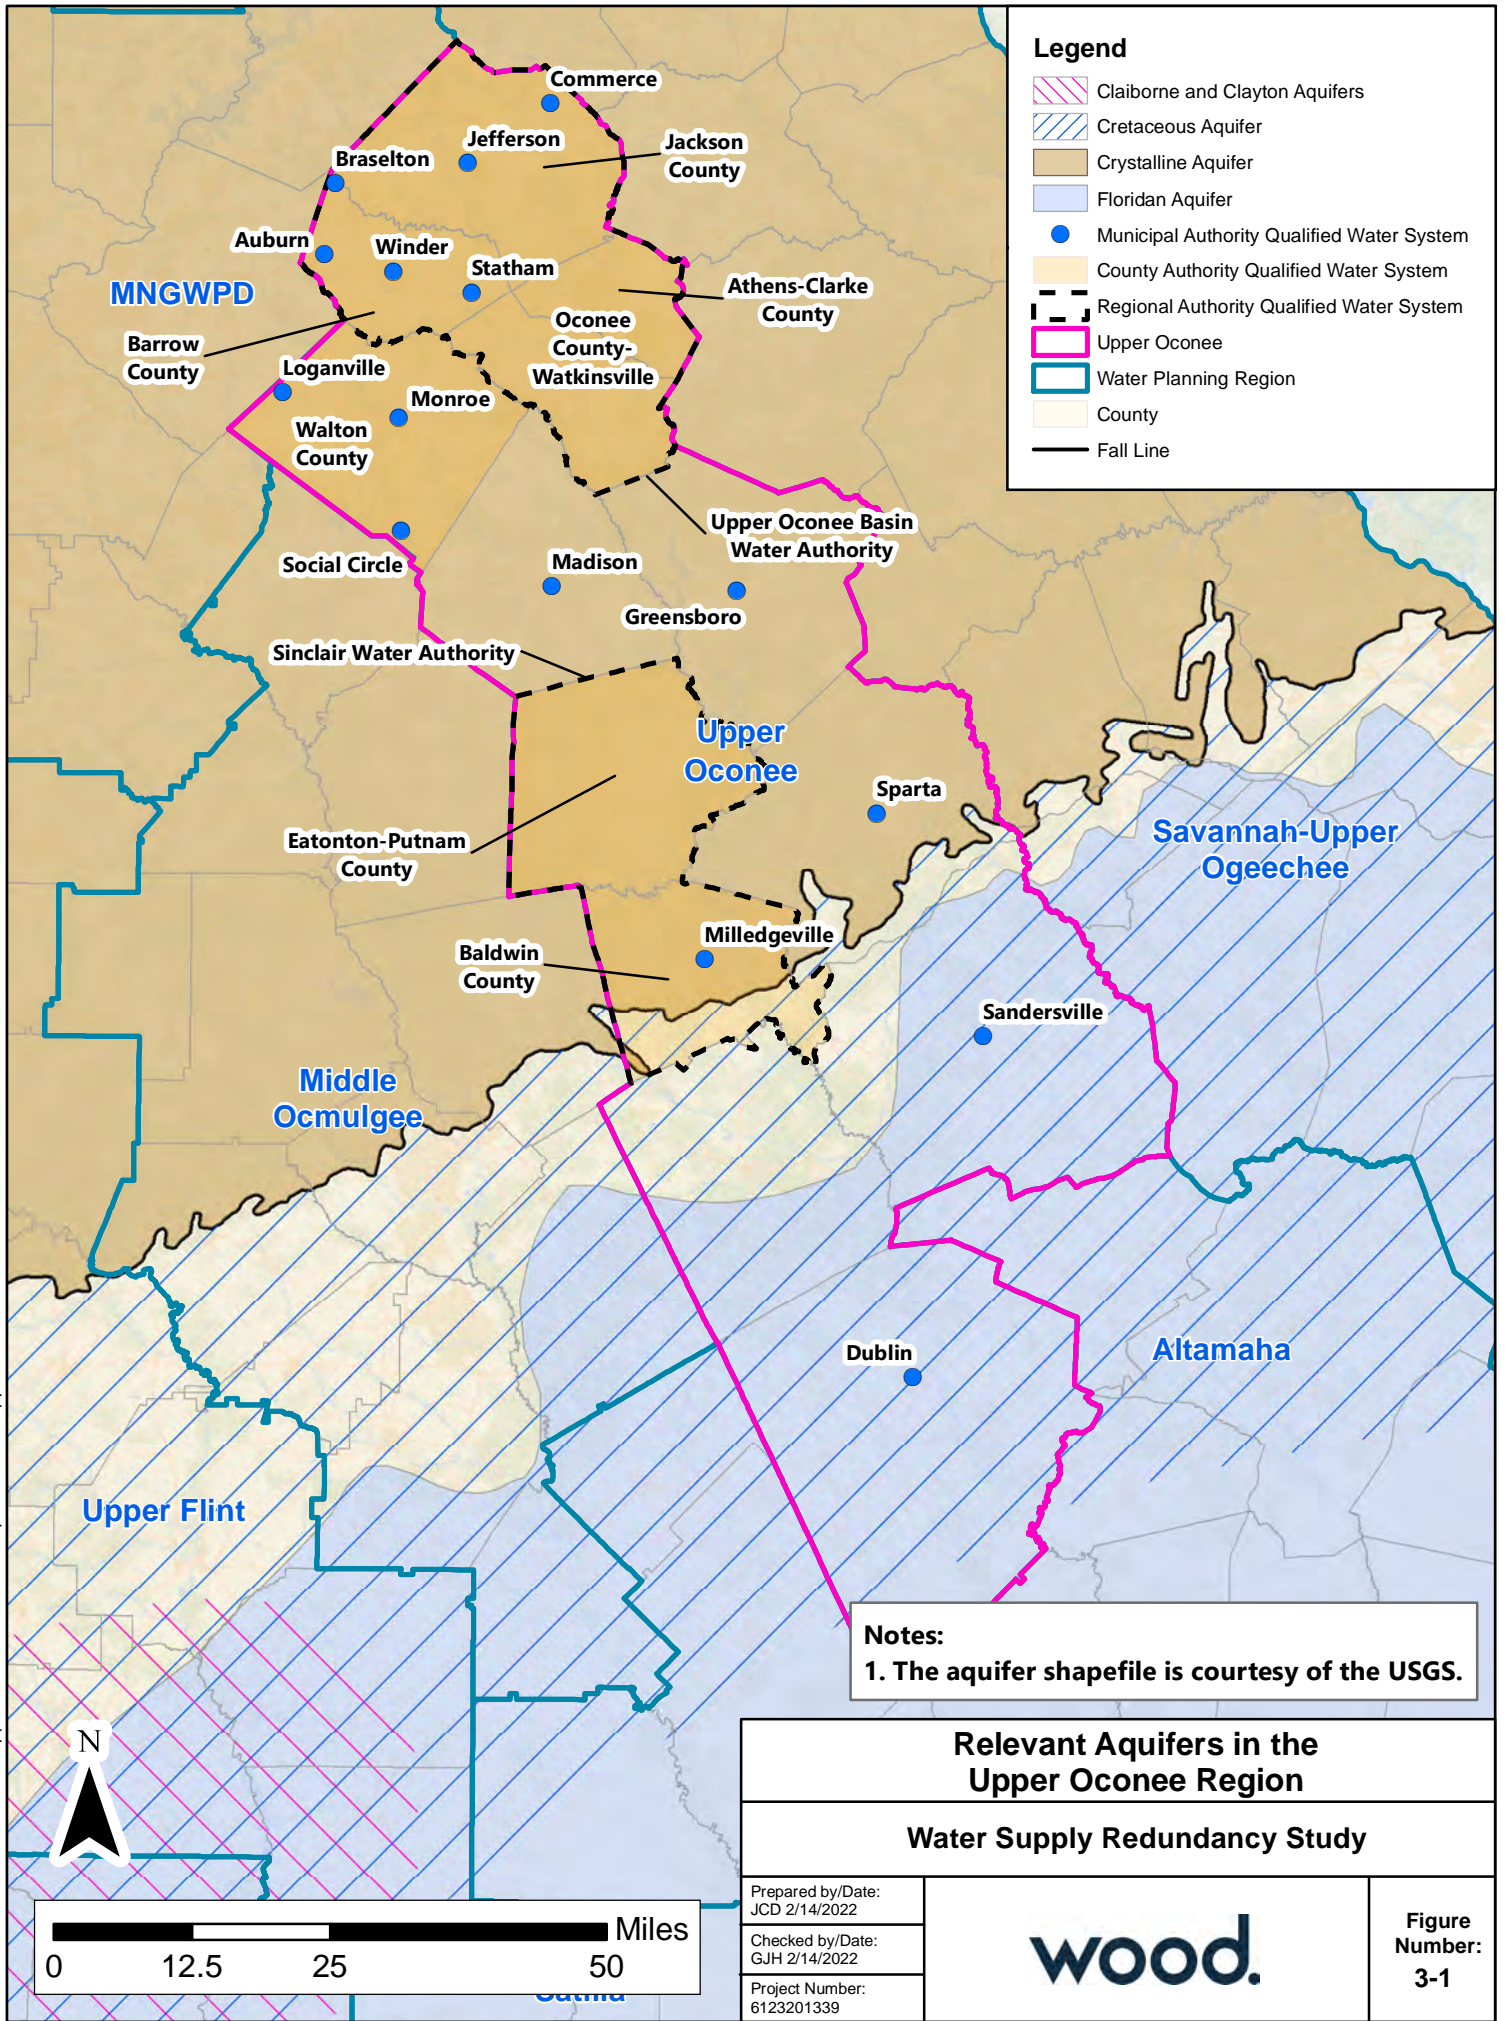 Legend
Claiborne and Clayton Aquifers
Cretaceous Aquifer
Crystalline Aquifer
Floridan Aquifer
Municipal Authority Qualified Water System
County Authority Qualified Water System
Regional Authority Qualified Water System
Upper Oconee
Water Planning Region
County
Fall Line
Commerce
Jefferson
Jackson
County
Braselton
Auburn
Winder
Statham
MNGWPD
Athens-Clarke
County
Barrow
County
Oconee
County-
Watkinsville
Loganville
Monroe
Walton
County
Upper Oconee Basin
Water Authority
Social Circle
Madison
Greensboro
Sinclair Water Authority
Upper
Oconee
Sparta
Eatonton-Putnam
County
Savannah-Upper
Ogeechee
Milledgeville
Baldwin
County
Sandersville
Middle
Ocmulgee
Dublin
Altamaha
Upper Flint
Notes:
1. The aquifer shapefile is courtesy of the USGS.
N
Miles
0 12.5 25 50
Relevant Aquifers in the
Upper Oconee Region
Water Supply Redundancy Study
Prepared by/Date:
JCD 2/14/2022
Checked by/Date:
GJH 2/14/2022
Project Number:
6123201339
wood.
Figure
Number:
3-1